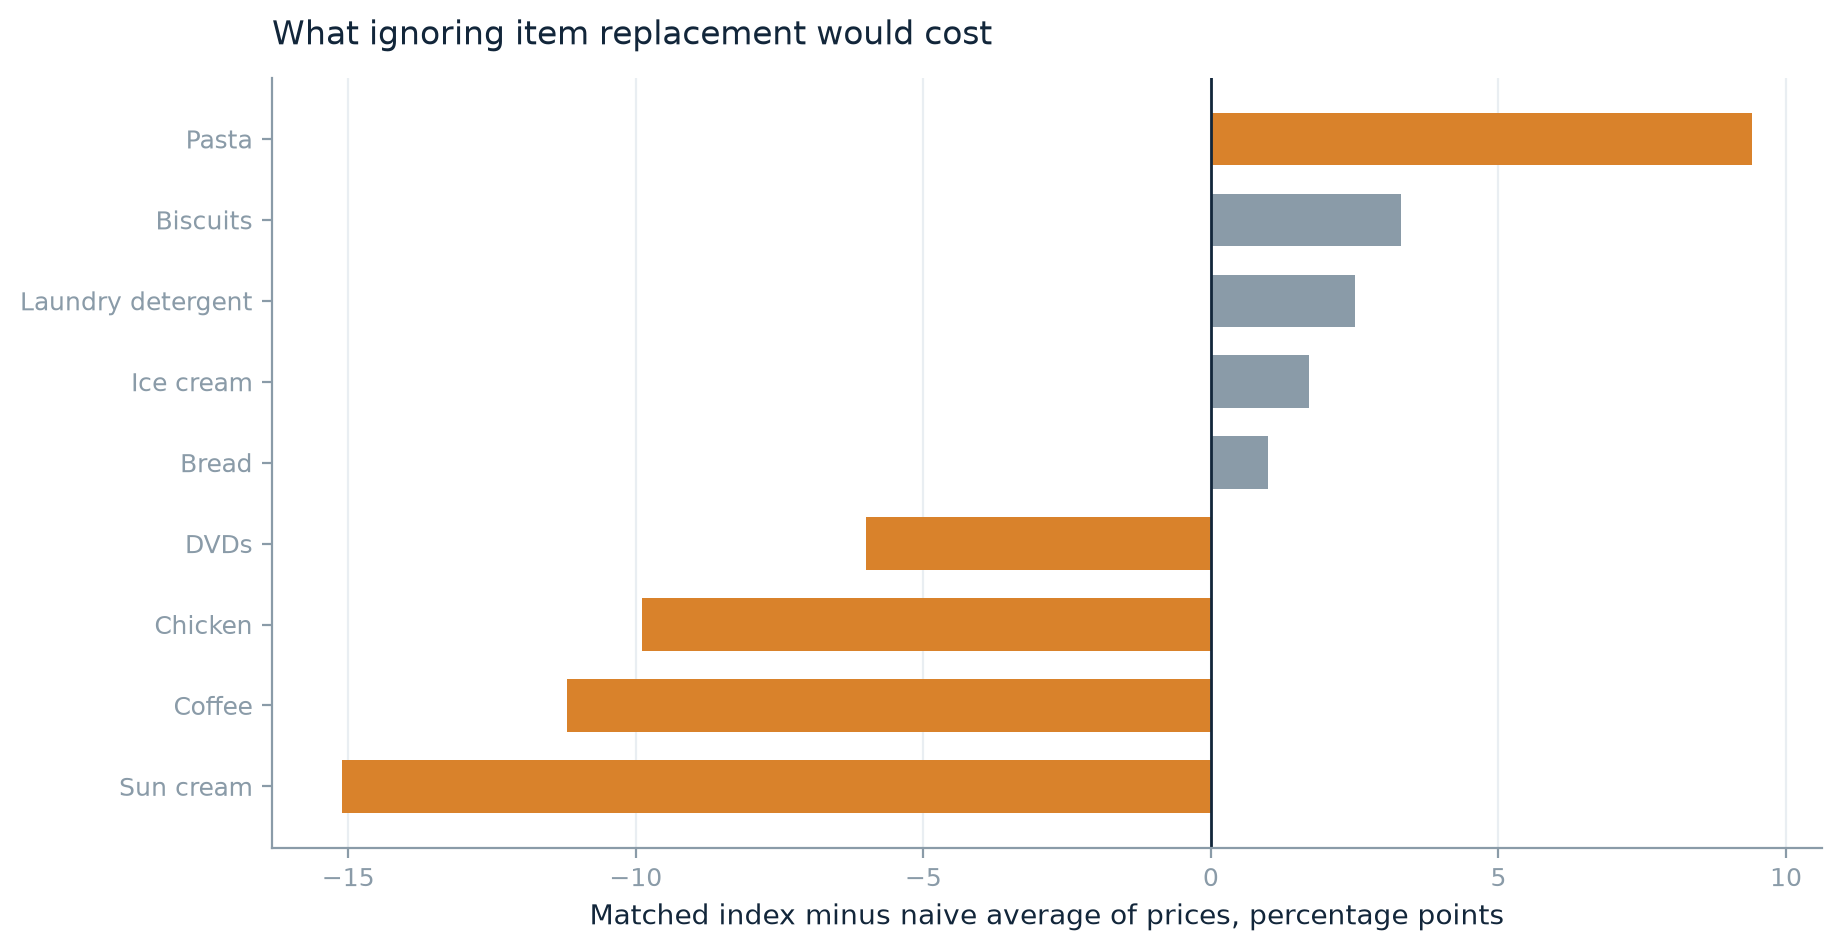 What ignoring item replacement would cost
Pasta
Biscuits
Laundry detergent
Ice cream
Bread
DVDs
Chicken
Coffee
Sun cream
−15 −10 −5 0 5 10
Matched index minus naive average of prices, percentage points